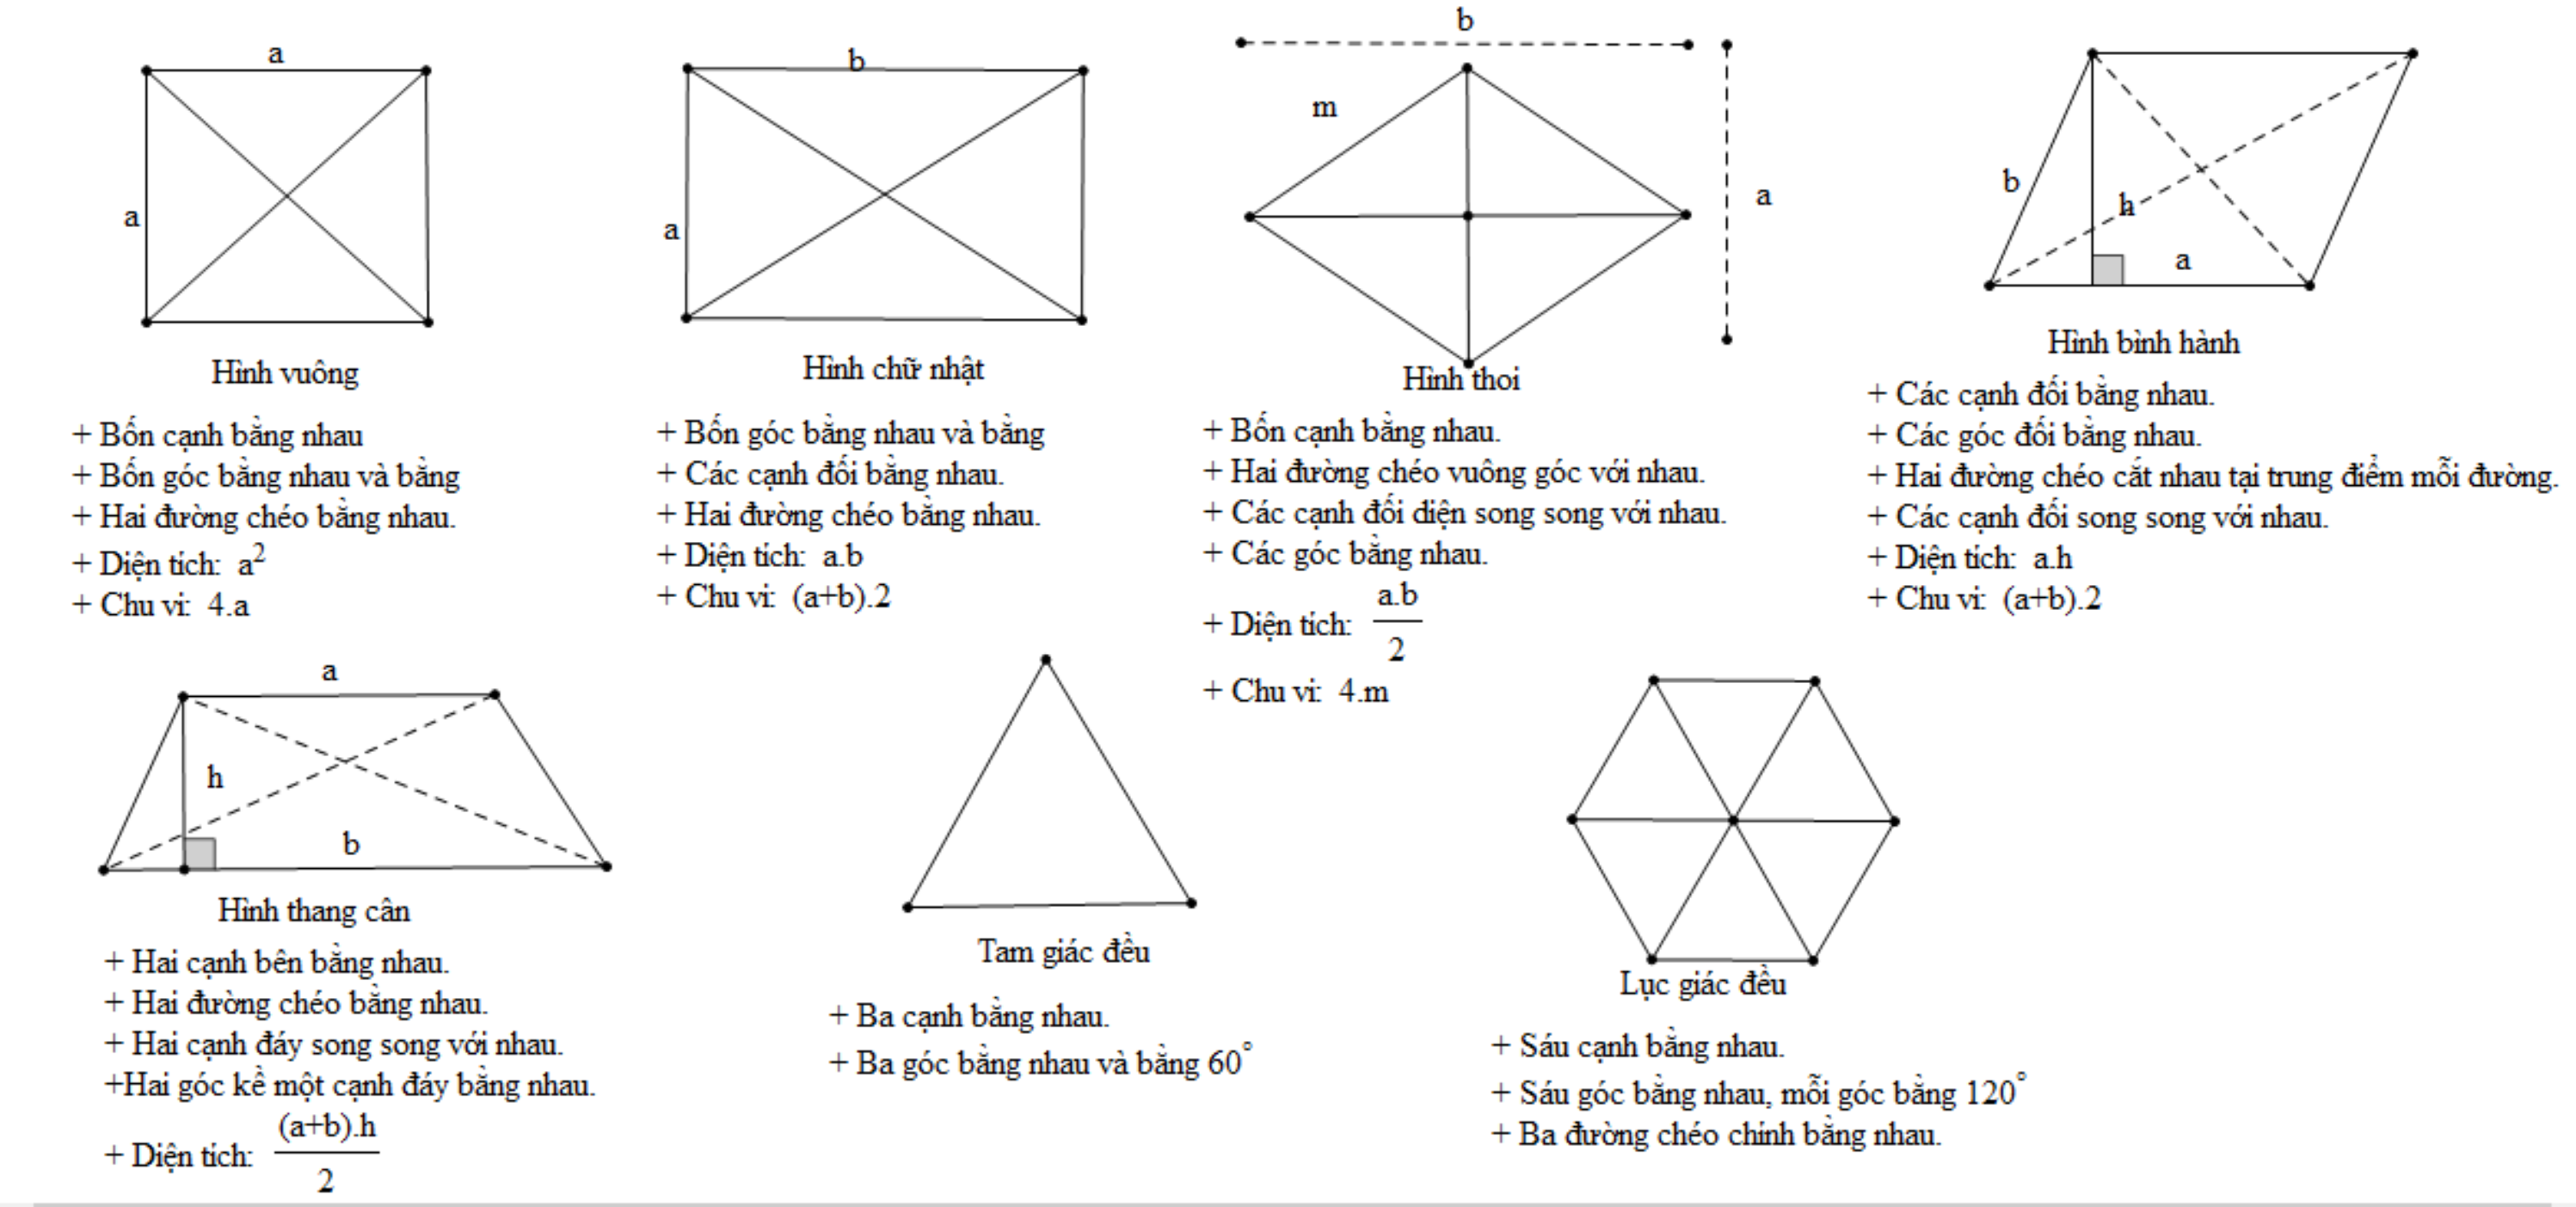 a
a
Hình vuông
+ Bốn cạnh bằng nhau
+ Bốn góc bằng nhau và bằng
+ Hai đường chéo bằng nhau.
+ Diện tích: a²
+ Chu vi: 4.a
b
a
Hình chữ nhật
+ Bốn góc bằng nhau và bằng
+ Các cạnh đối bằng nhau.
+ Hai đường chéo bằng nhau.
+ Diện tích: a.b
+ Chu vi: (a+b).2
b
m
a
Hình thoi
+ Bốn cạnh bằng nhau.
+ Hai đường chéo vuông góc với nhau.
+ Các cạnh đối diện song song với nhau.
+ Các góc bằng nhau.
+ Diện tích: a.b/2
+ Chu vi: 4.m
b
h
a
Hình bình hành
+ Các cạnh đối bằng nhau.
+ Các góc đối bằng nhau.
+ Hai đường chéo cắt nhau tại trung điểm mỗi đường.
+ Các cạnh đối song song với nhau.
+ Diện tích: a.h
+ Chu vi: (a+b).2
a
h
b
Hình thang cân
+ Hai cạnh bên bằng nhau.
+ Hai đường chéo bằng nhau.
+ Hai cạnh đáy song song với nhau.
+Hai góc kề một cạnh đáy bằng nhau.
+ Diện tích: (a+b).h/2
Tam giác đều
+ Ba cạnh bằng nhau.
+ Ba góc bằng nhau và bằng 60°
Lục giác đều
+ Sáu cạnh bằng nhau.
+ Sáu góc bằng nhau, mỗi góc bằng 120°
+ Ba đường chéo chính bằng nhau.